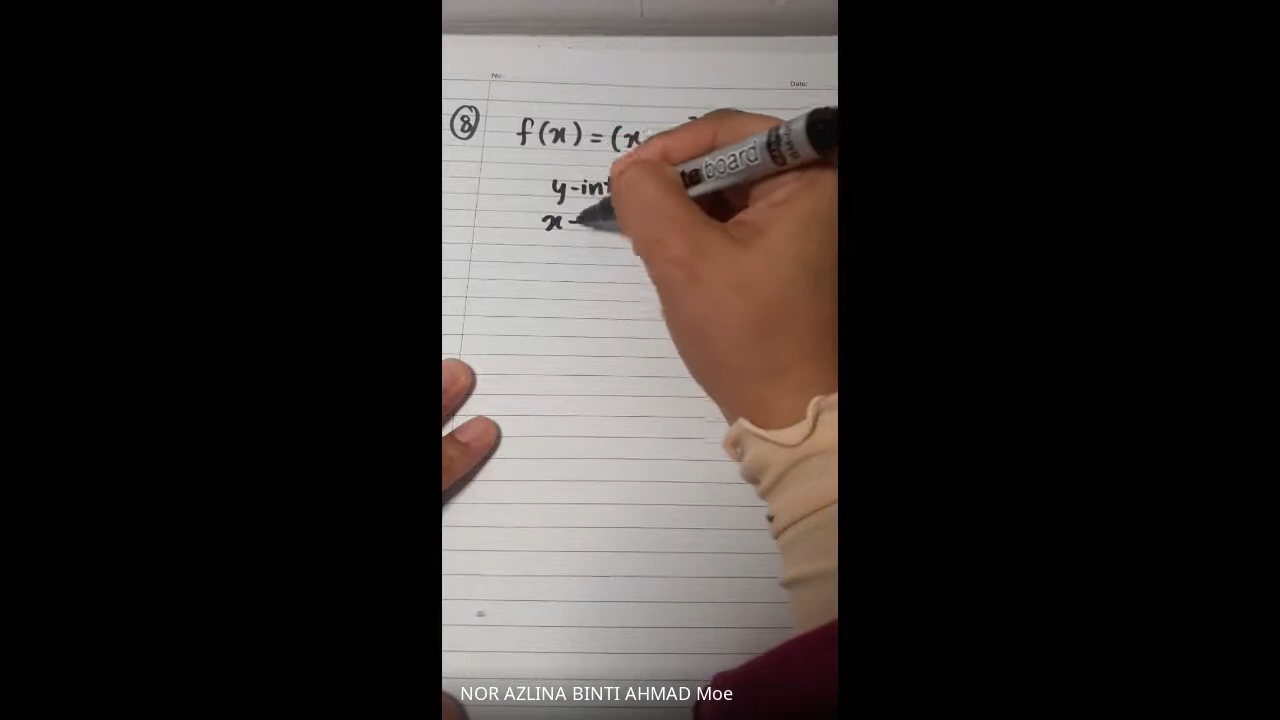 No:
Date:
8 f(x) = (x
y-int
x-
board
NOR AZLINA BINTI AHMAD Moe